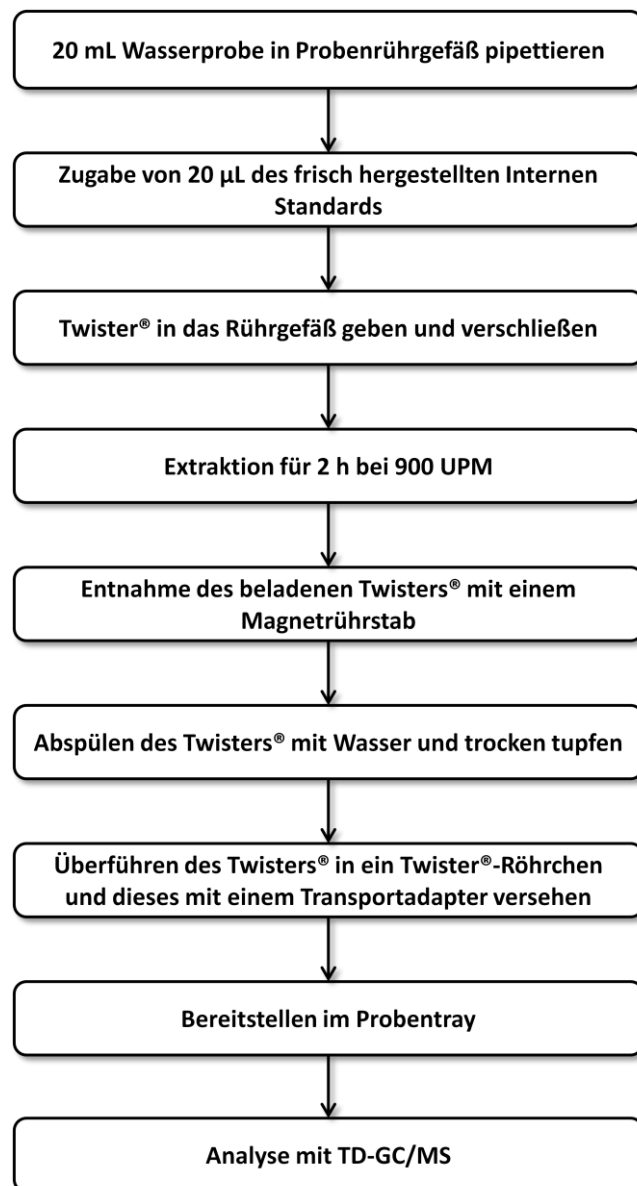 20 mL Wasserprobe in Probenrührgefäß pipettieren
Zugabe von 20 µL des frisch hergestellten Internen
Standards
Twister® in das Rührgefäß geben und verschließen
Extraktion für 2 h bei 900 UPM
Entnahme des beladenen Twisters® mit einem
Magnetrührstab
Abspülen des Twisters® mit Wasser und trocken tupfen
Überführen des Twisters® in ein Twister®-Röhrchen
und dieses mit einem Transportadapter versehen
Bereitstellen im Probentray
Analyse mit TD-GC/MS